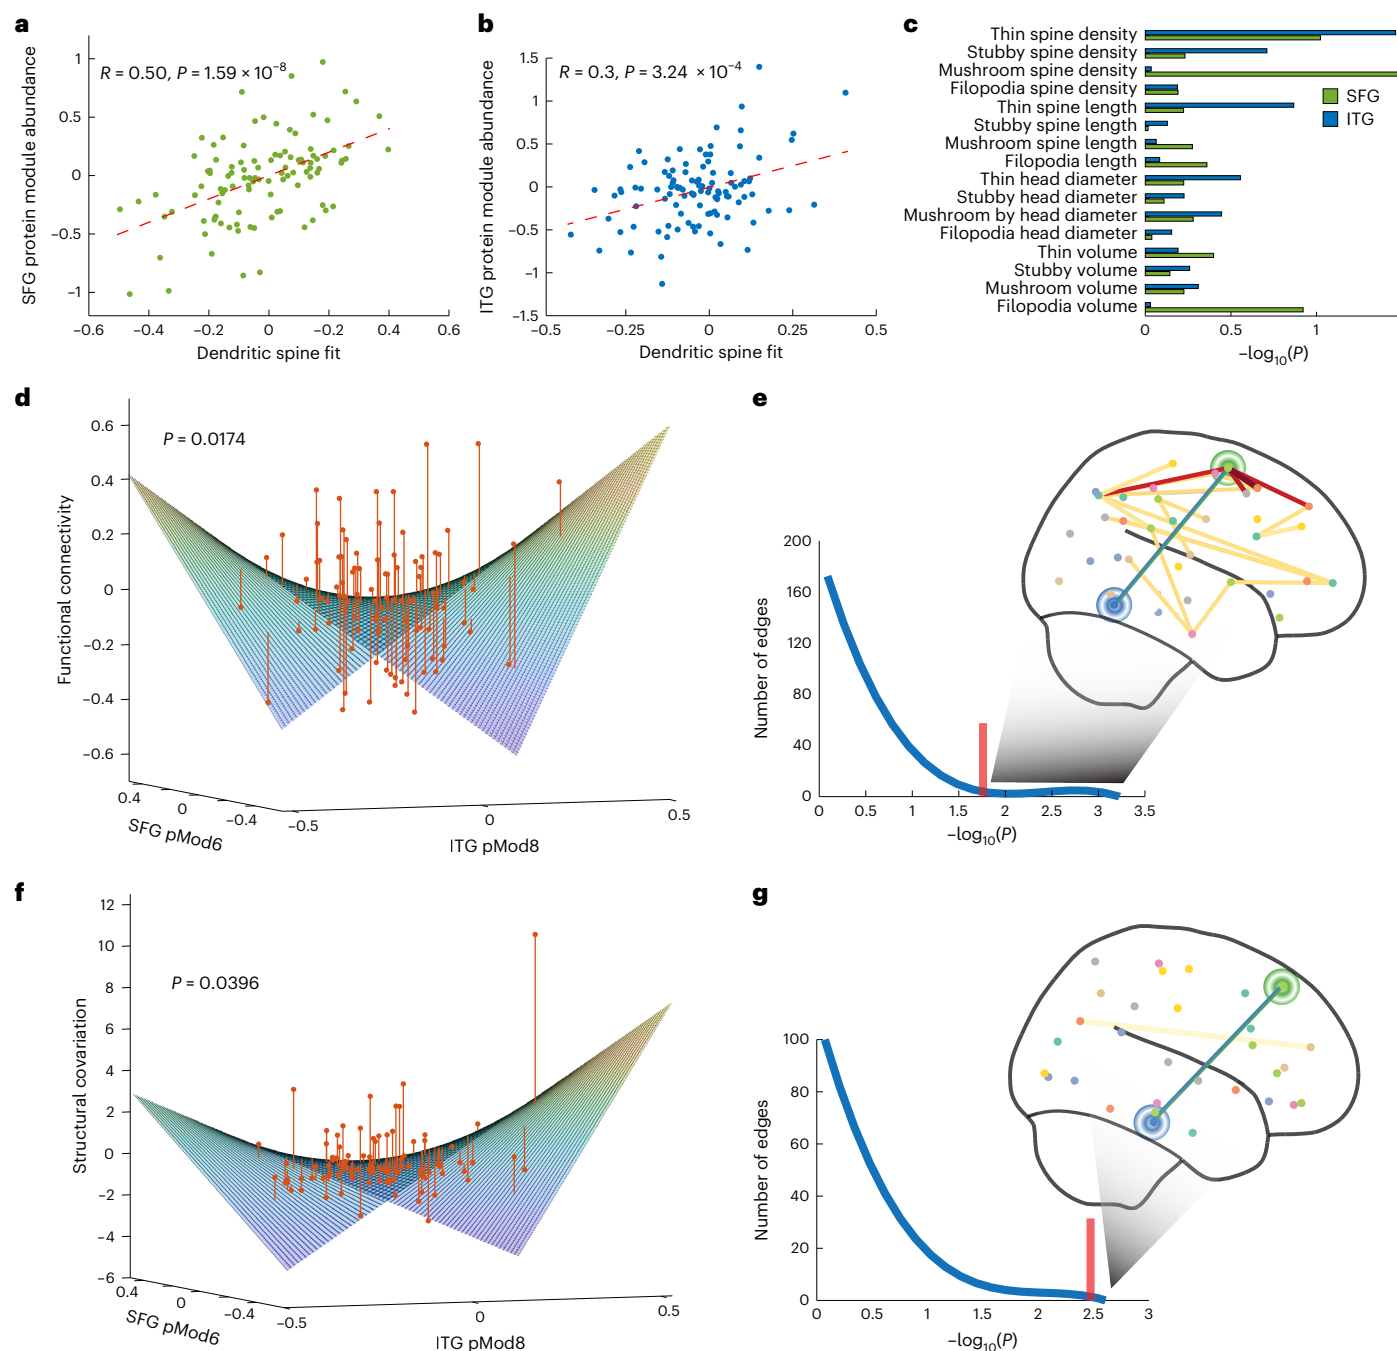 a
SFG protein module abundance
R = 0.50, P = 1.59 × 10⁻⁸
1
0.5
0
−0.5
−1
−0.6 −0.4 −0.2 0 −0.2 0.4 0.6
Dendritic spine fit
b
ITG protein module abundance
R = 0.3, P = 3.24 × 10⁻⁴
1.5
1
0.5
0
−0.5
−1
−1.5
−0.5 −0.25 0 0.25 0.5
Dendritic spine fit
c
Thin spine density
Stubby spine density
Mushroom spine density
Filopodia spine density
Thin spine length
Stubby spine length
Mushroom spine length
Filopodia length
Thin head diameter
Stubby head diameter
Mushroom by head diameter
Filopodia head diameter
Thin volume
Stubby volume
Mushroom volume
Filopodia volume
SFG
ITG
0 0.5 1
−log₁₀(P)
d
Functional connectivity
P = 0.0174
0.6
0.4
0.2
0
−0.2
−0.4
−0.6
0.4 0 −0.4
SFG pMod6
−0.5 0 0.5
ITG pMod8
e
Number of edges
200
160
120
80
40
0
0 0.5 1 1.5 2 2.5 3 3.5
−log₁₀(P)
f
Structural covariation
P = 0.0396
12
10
8
6
4
2
0
−2
−4
−6
0.4 0 −0.4
SFG pMod6
−0.5 0 0.5
ITG pMod8
g
Number of edges
100
80
60
40
20
0
0 0.5 1 1.5 2 2.5 3
−log₁₀(P)